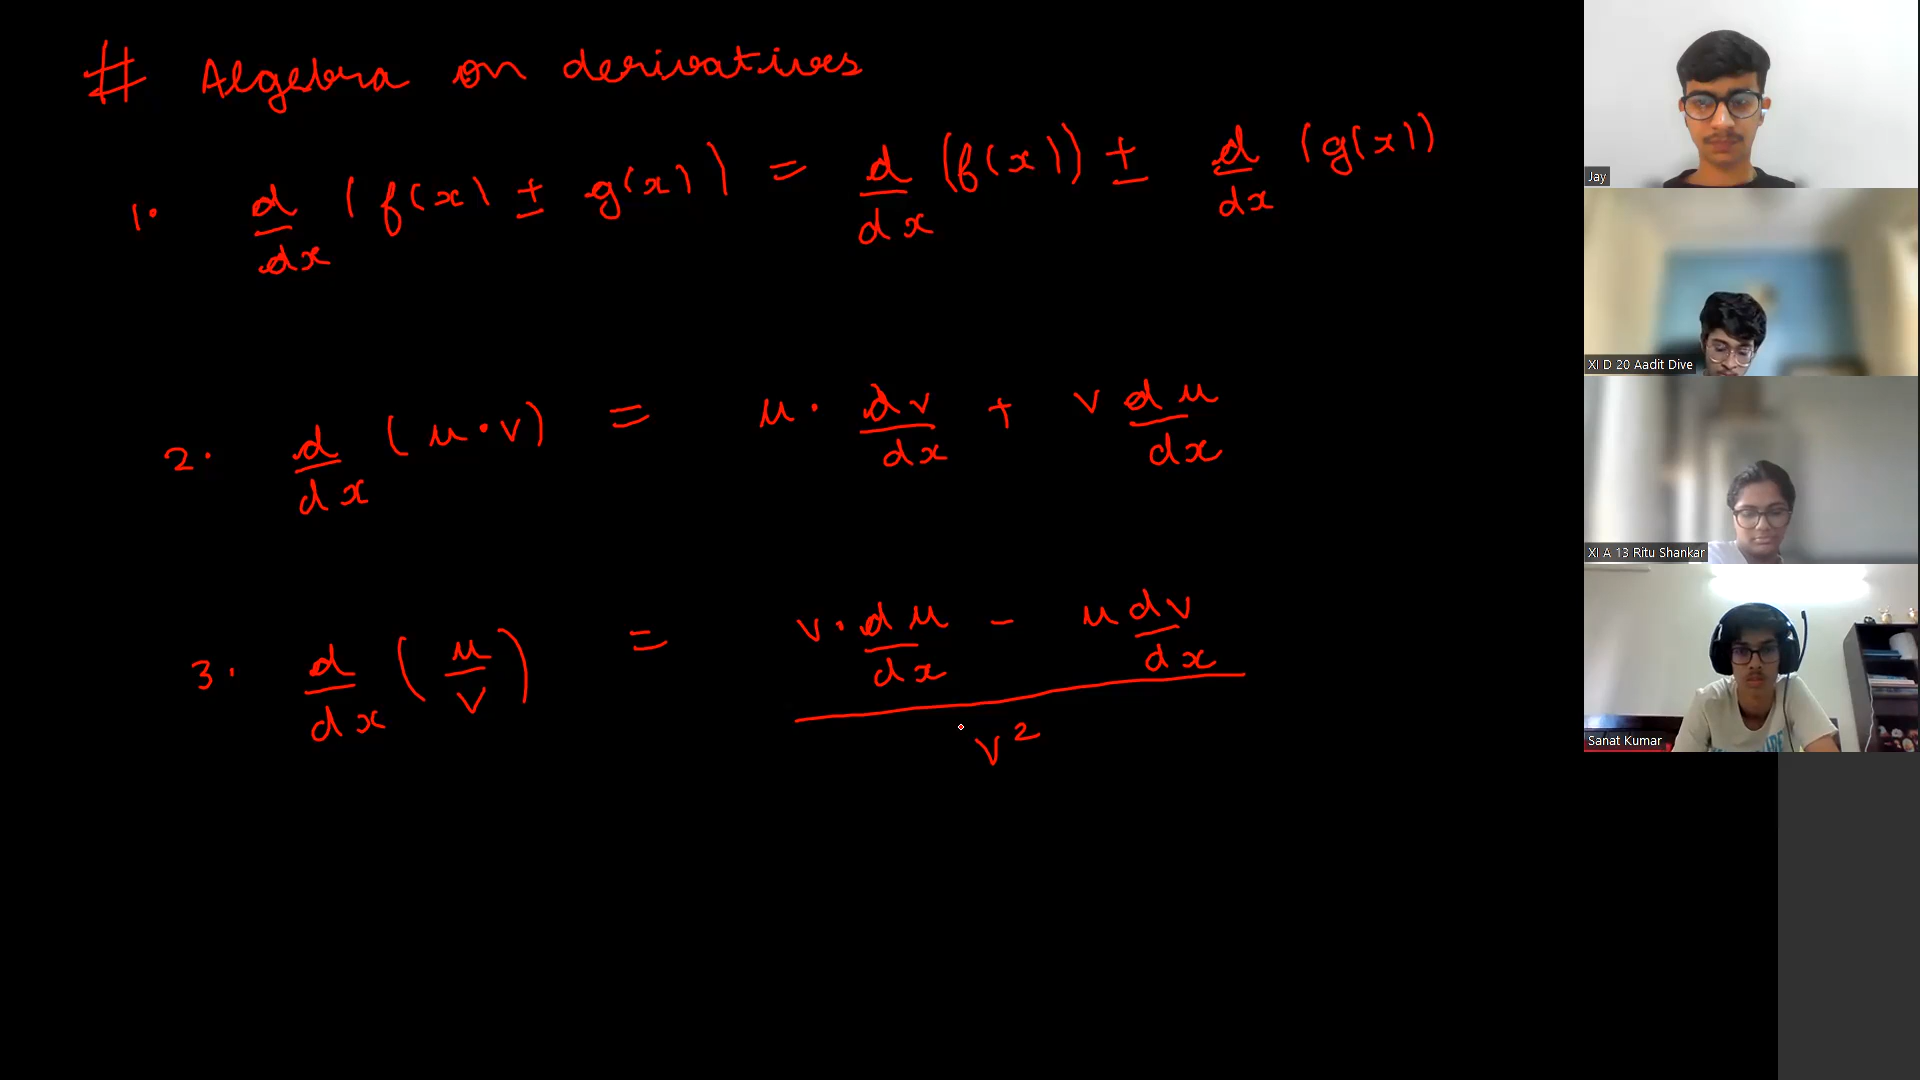 # Algebra on derivatives
1. d/dx (f(x) ± g(x)) = d/dx (f(x)) ± d/dx (g(x))
2. d/dx (u·v) = u· dv/dx + v du/dx
3. d/dx (u/v) = (v· du/dx - u dv/dx) / v²
Jay
XI D 20 Aadit Dive
XI A 13 Ritu Shankar
Sanat Kumar